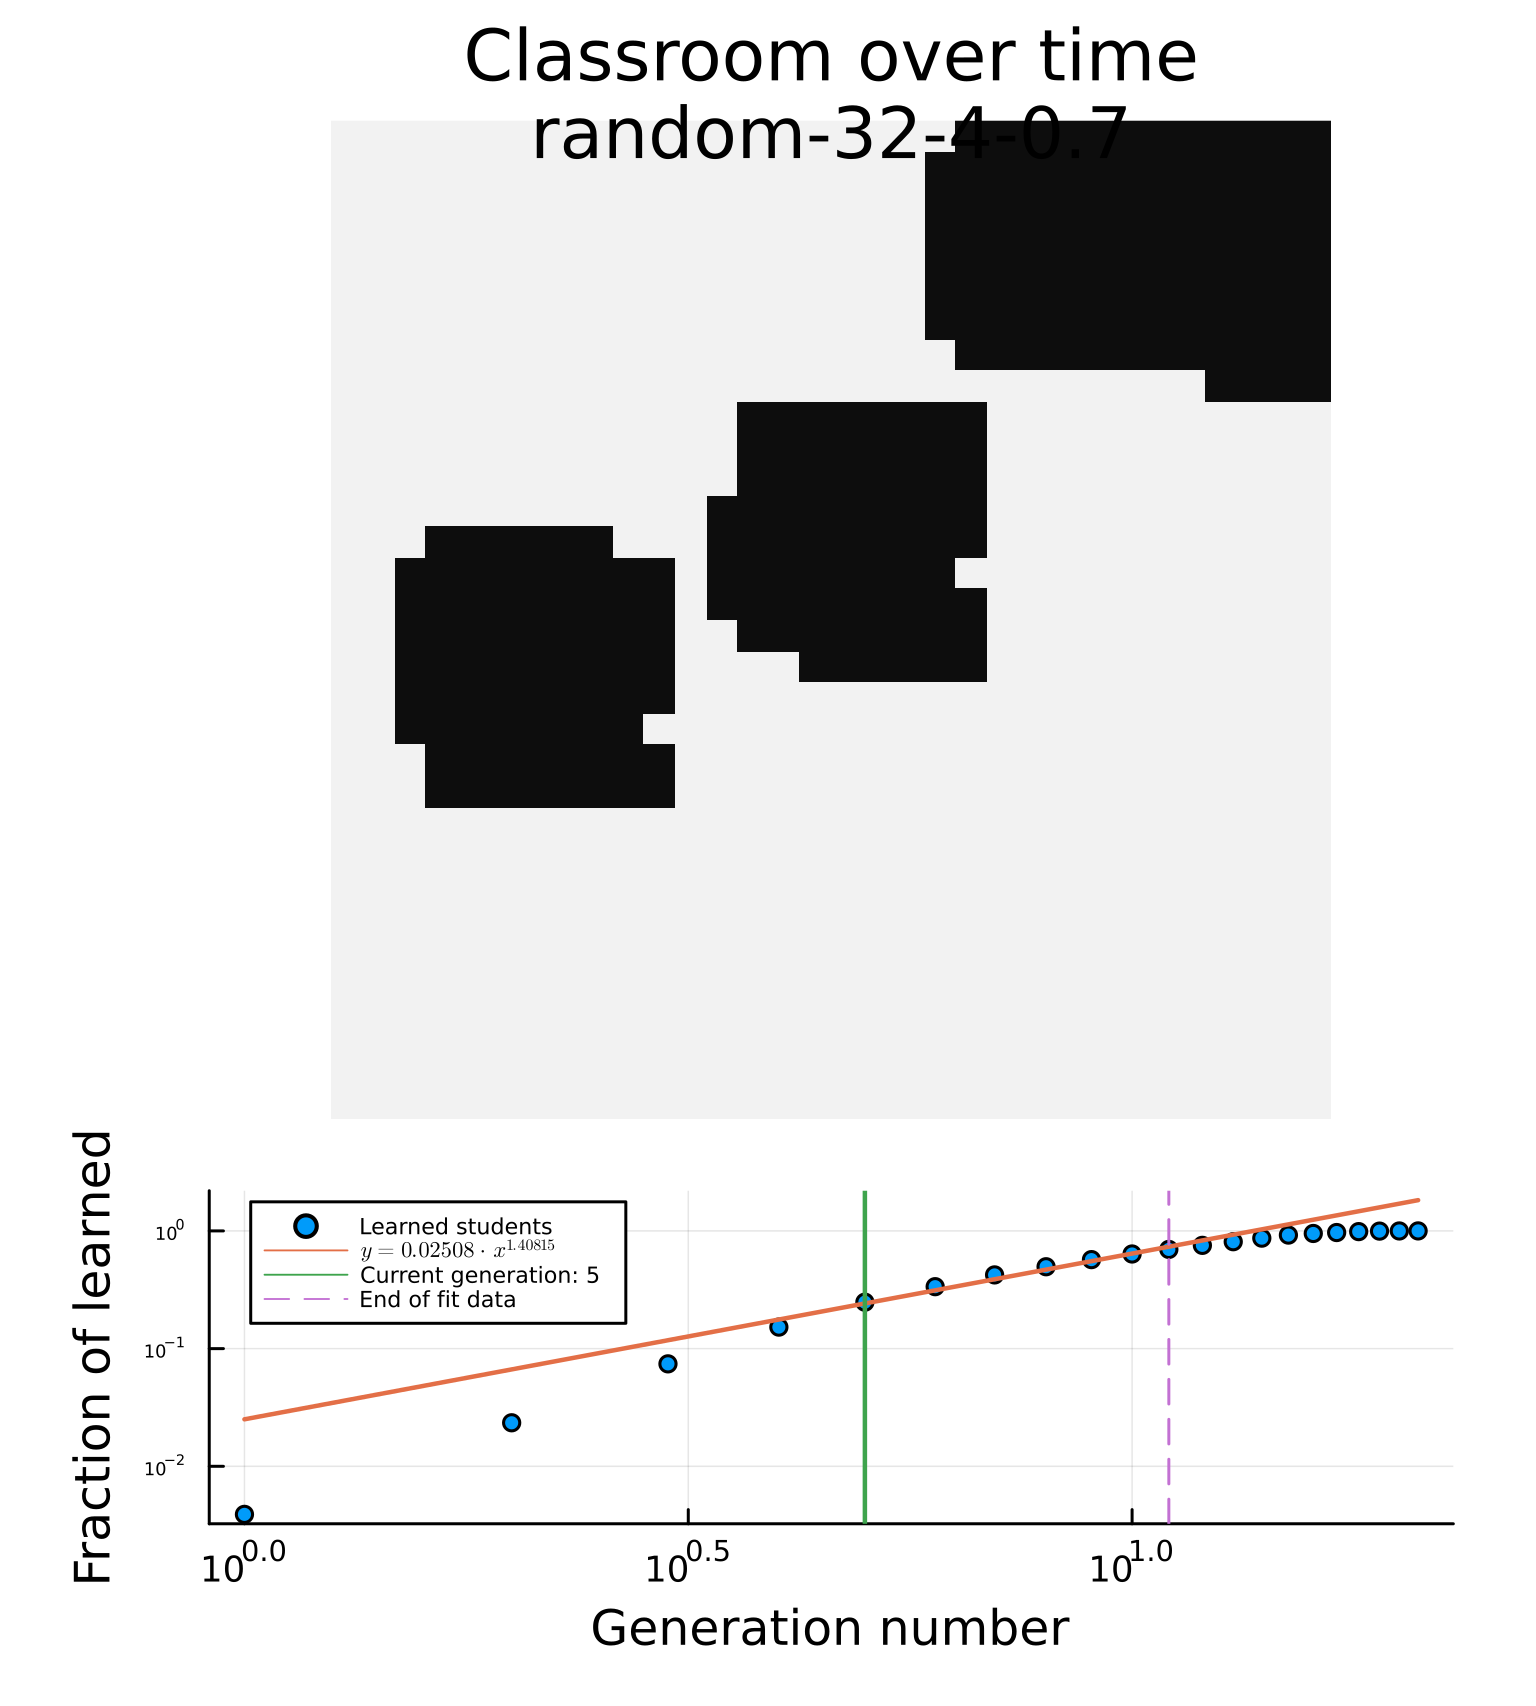 Classroom over time
random-32-4-0.7
Fraction of learned
10⁰
10⁻¹
10⁻²
Learned students
y = 0.02508 · x^1.40815
Current generation: 5
End of fit data
10^0.0
10^0.5
10^1.0
Generation number